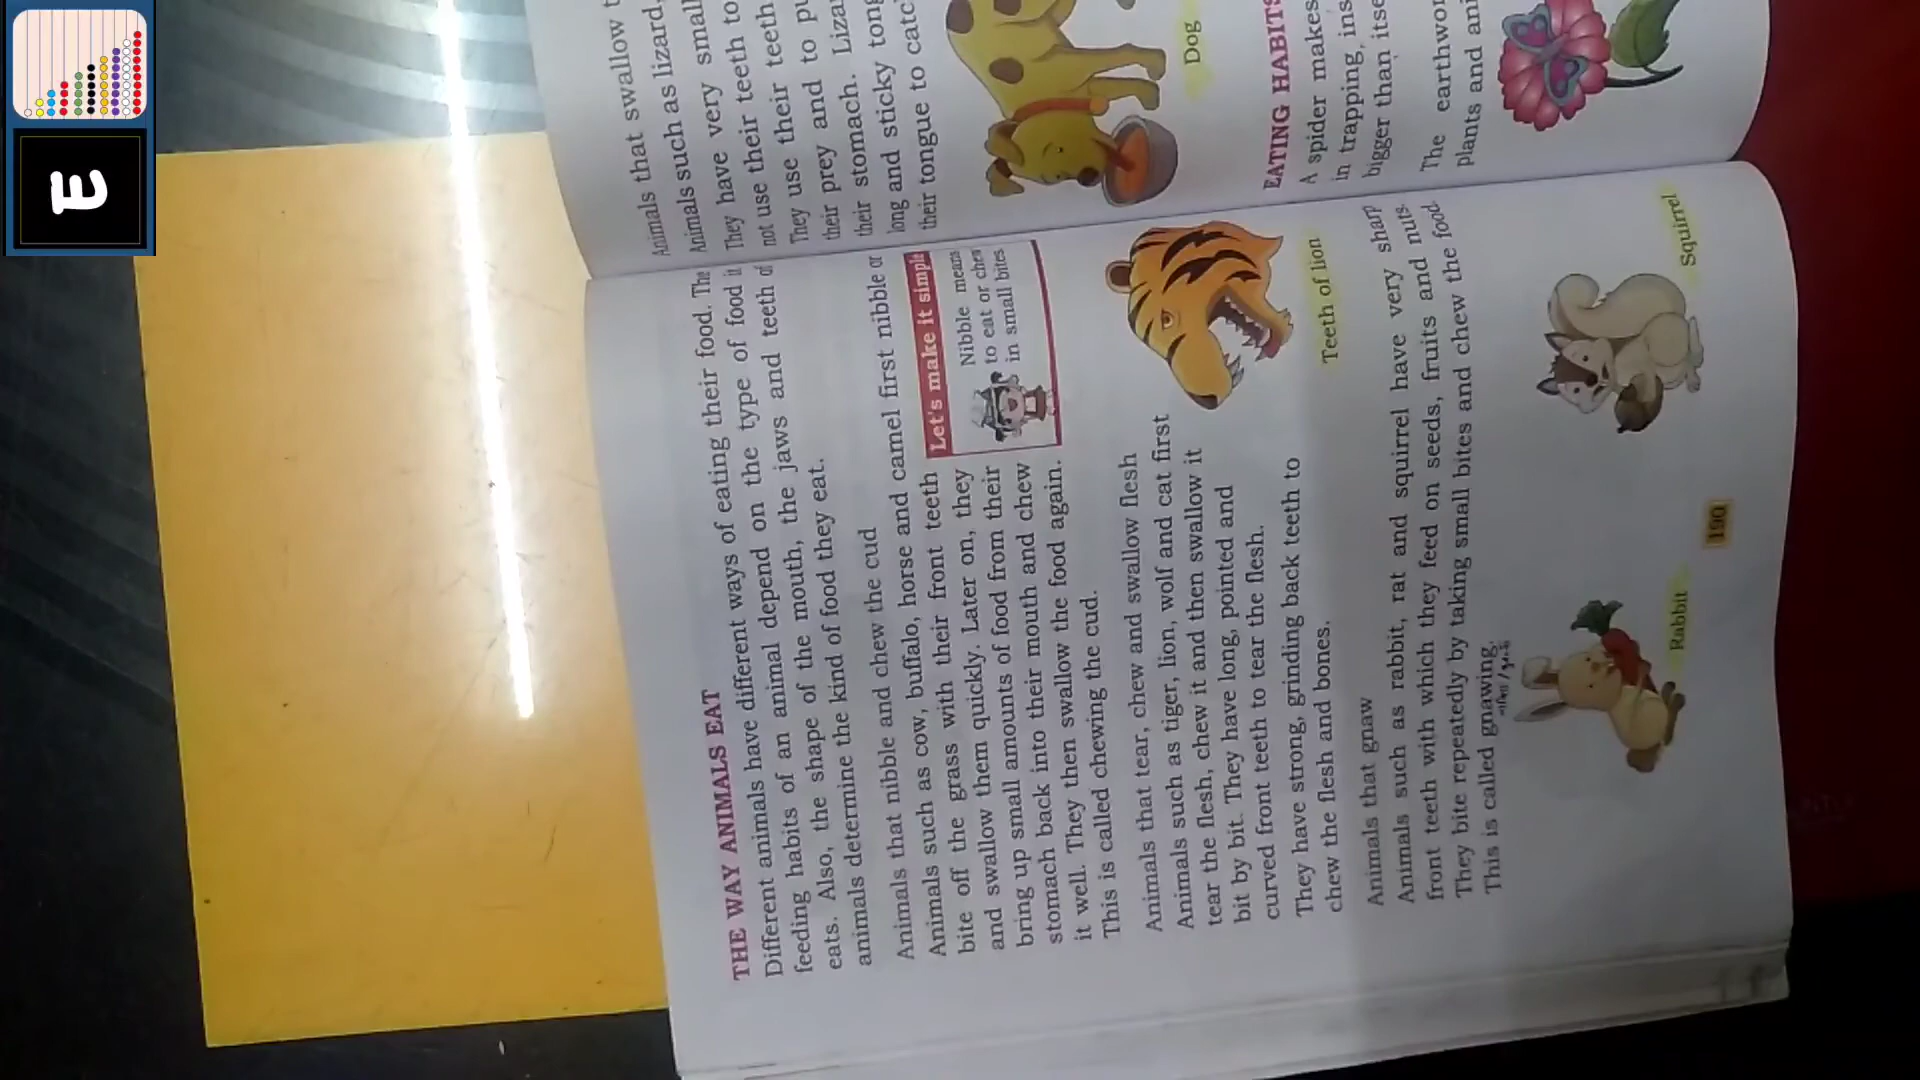 THE WAY ANIMALS EAT
Different animals have different ways of eating their food. The
feeding habits of an animal depend on the type of food it
eats. Also, the shape of the mouth, the jaws and teeth of
animals determine the kind of food they eat.
Animals that nibble and chew the cud
Animals such as cow, buffalo, horse and camel first nibble or
bite off the grass with their front teeth
and swallow them quickly. Later on, they
bring up small amounts of food from their
stomach back into their mouth and chew
it well. They then swallow the food again.
This is called chewing the cud.
Let's make it simple
Nibble means
to eat or chew
in small bites
Animals that tear, chew and swallow flesh
Animals such as tiger, lion, wolf and cat first
tear the flesh, chew it and then swallow it
bit by bit. They have long, pointed and
curved front teeth to tear the flesh.
They have strong, grinding back teeth to
chew the flesh and bones.
Teeth of lion
Animals that gnaw
Animals such as rabbit, rat and squirrel have very sharp
front teeth with which they feed on seeds, fruits and nuts.
They bite repeatedly by taking small bites and chew the food.
This is called gnawing.
Rabbit
Squirrel
190
Animals that swallow
Animals such as lizard,
They have very small
not use their teeth to
They use their teeth
their prey and to
their stomach.
long and sticky
their tongue to
Dog
EATING HABITS
A spider makes
in trapping,
bigger than
The
plants and
E